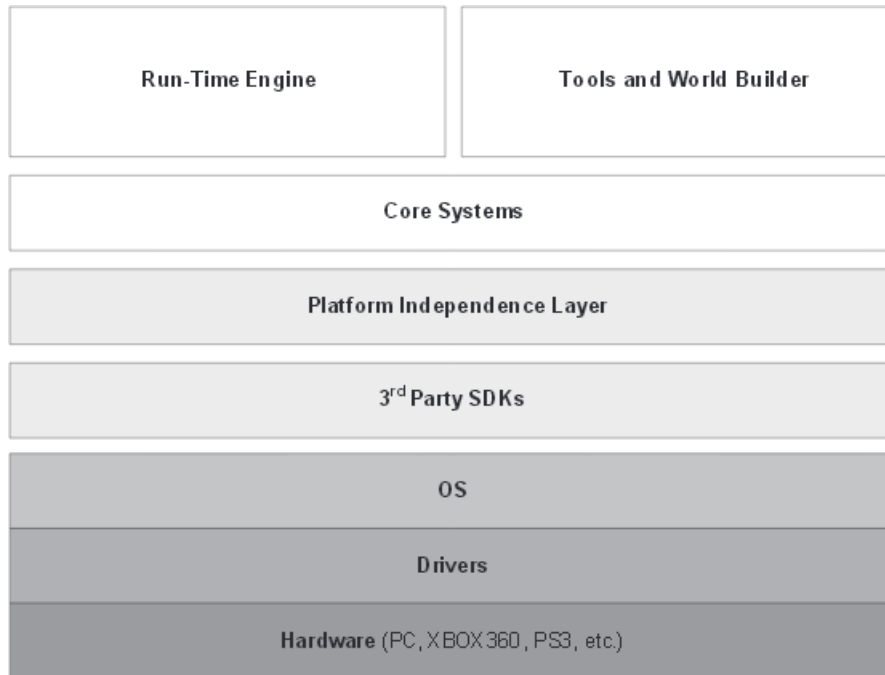 Run-Time Engine
Tools and World Builder
Core Systems
Platform Independence Layer
3rd Party SDKs
OS
Drivers
Hardware (PC, XBOX360, PS3, etc.)